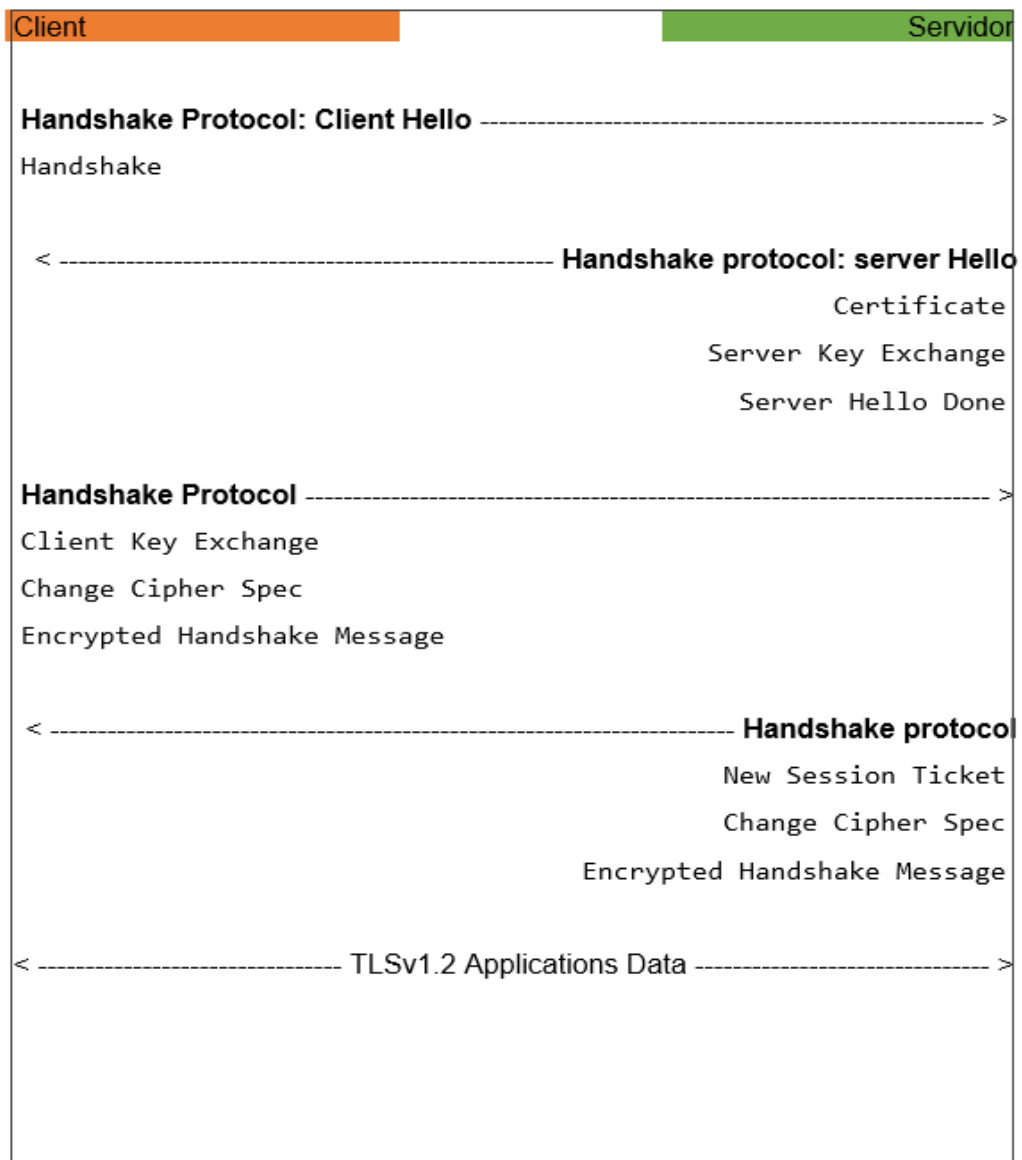 Client Servidor
Handshake Protocol: Client Hello ----------------------------------------------------- >
Handshake
< ---------------------------------------------------- Handshake protocol: server Hello
Certificate
Server Key Exchange
Server Hello Done
Handshake Protocol ------------------------------------------------------------------------ >
Client Key Exchange
Change Cipher Spec
Encrypted Handshake Message
< ------------------------------------------------------------------------ Handshake protocol
New Session Ticket
Change Cipher Spec
Encrypted Handshake Message
< -------------------------------- TLSv1.2 Applications Data ------------------------------- >